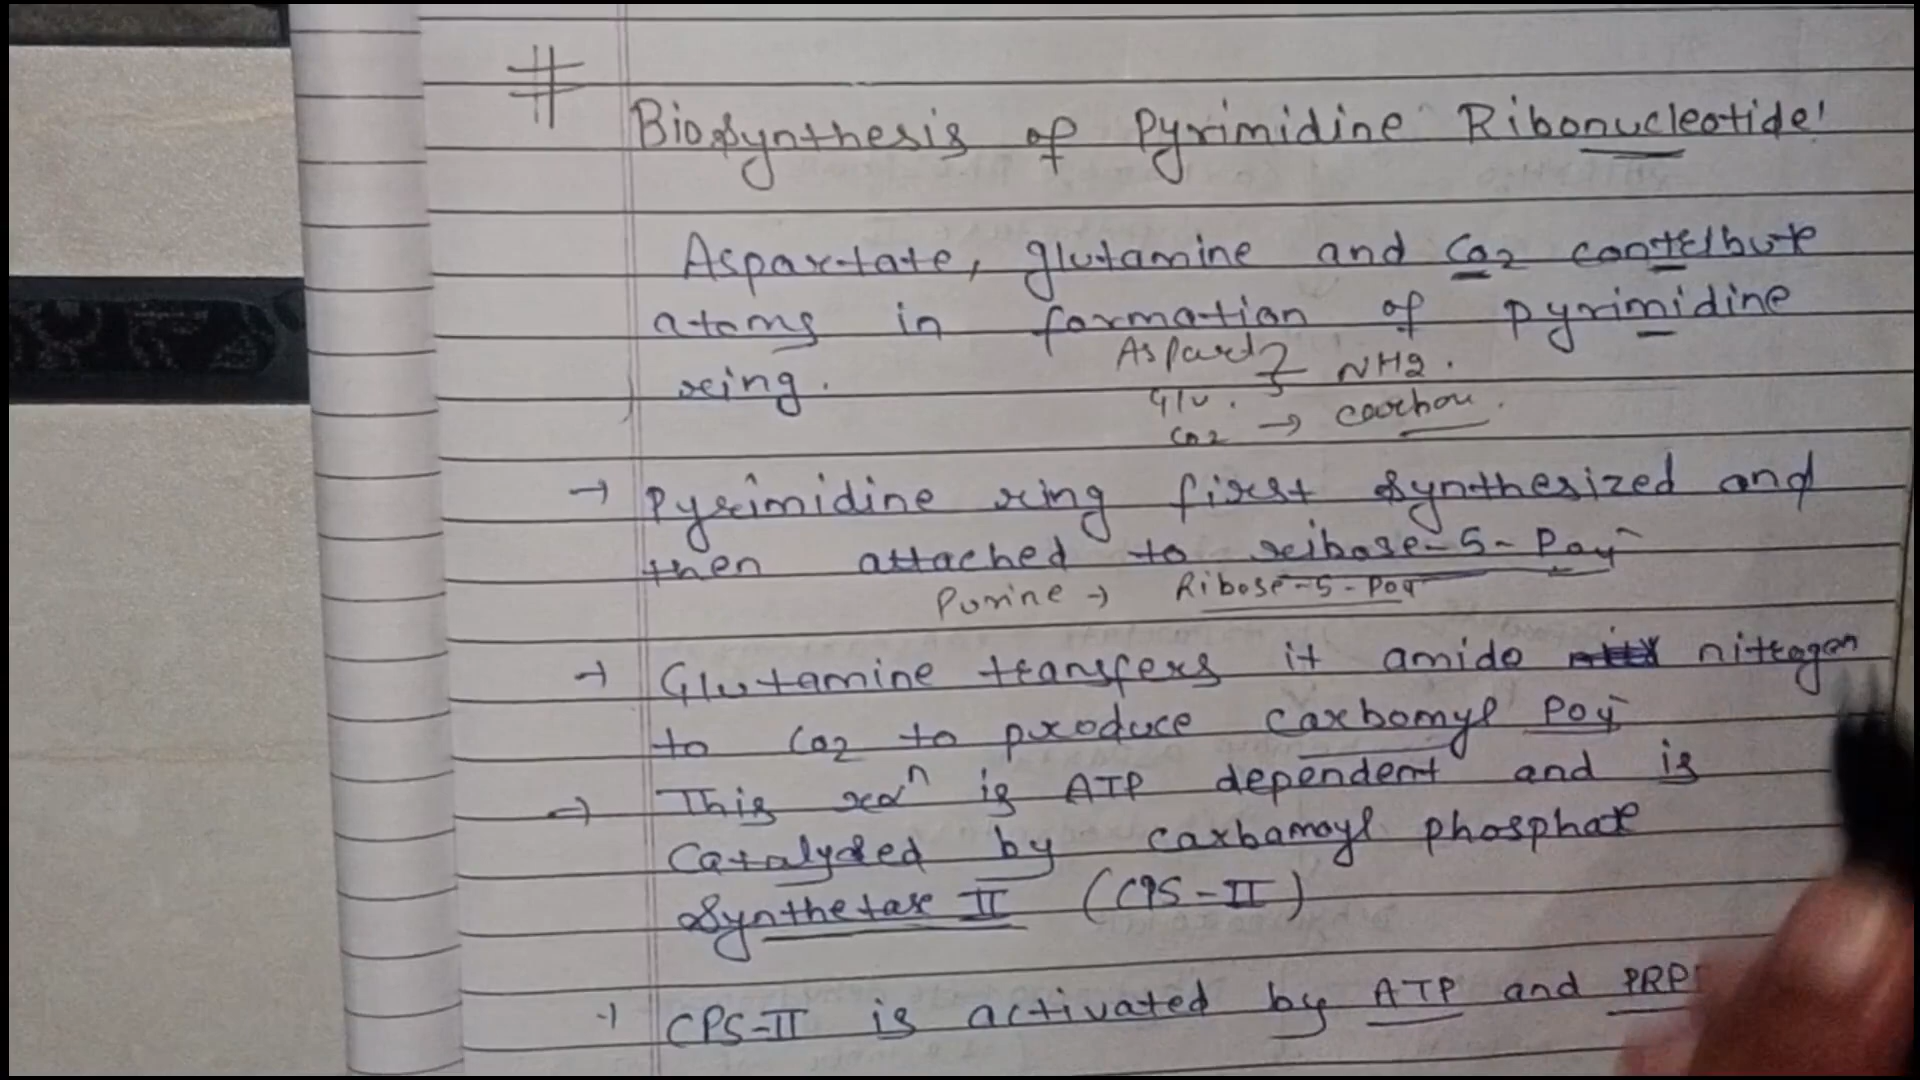 #
Biosynthesis of Pyrimidine Ribonucleotide'
Aspartate, glutamine and CO2 contribute
atoms in formation of pyrimidine
ring.
Aspart } NH2.
Glu.
CO2 → carbon.
→ Pyrimidine ring first synthesized and
then attached to ribose-5-PO4-
Purine → Ribose-5-PO4
→ Glutamine transfers it amido nitrogen
to CO2 to produce carbomyl PO4-
→ This rxn is ATP dependent and is
Catalysed by carbamoyl phosphate
Synthetase II (CPS-II)
→ CPS-II is activated by ATP and PRP